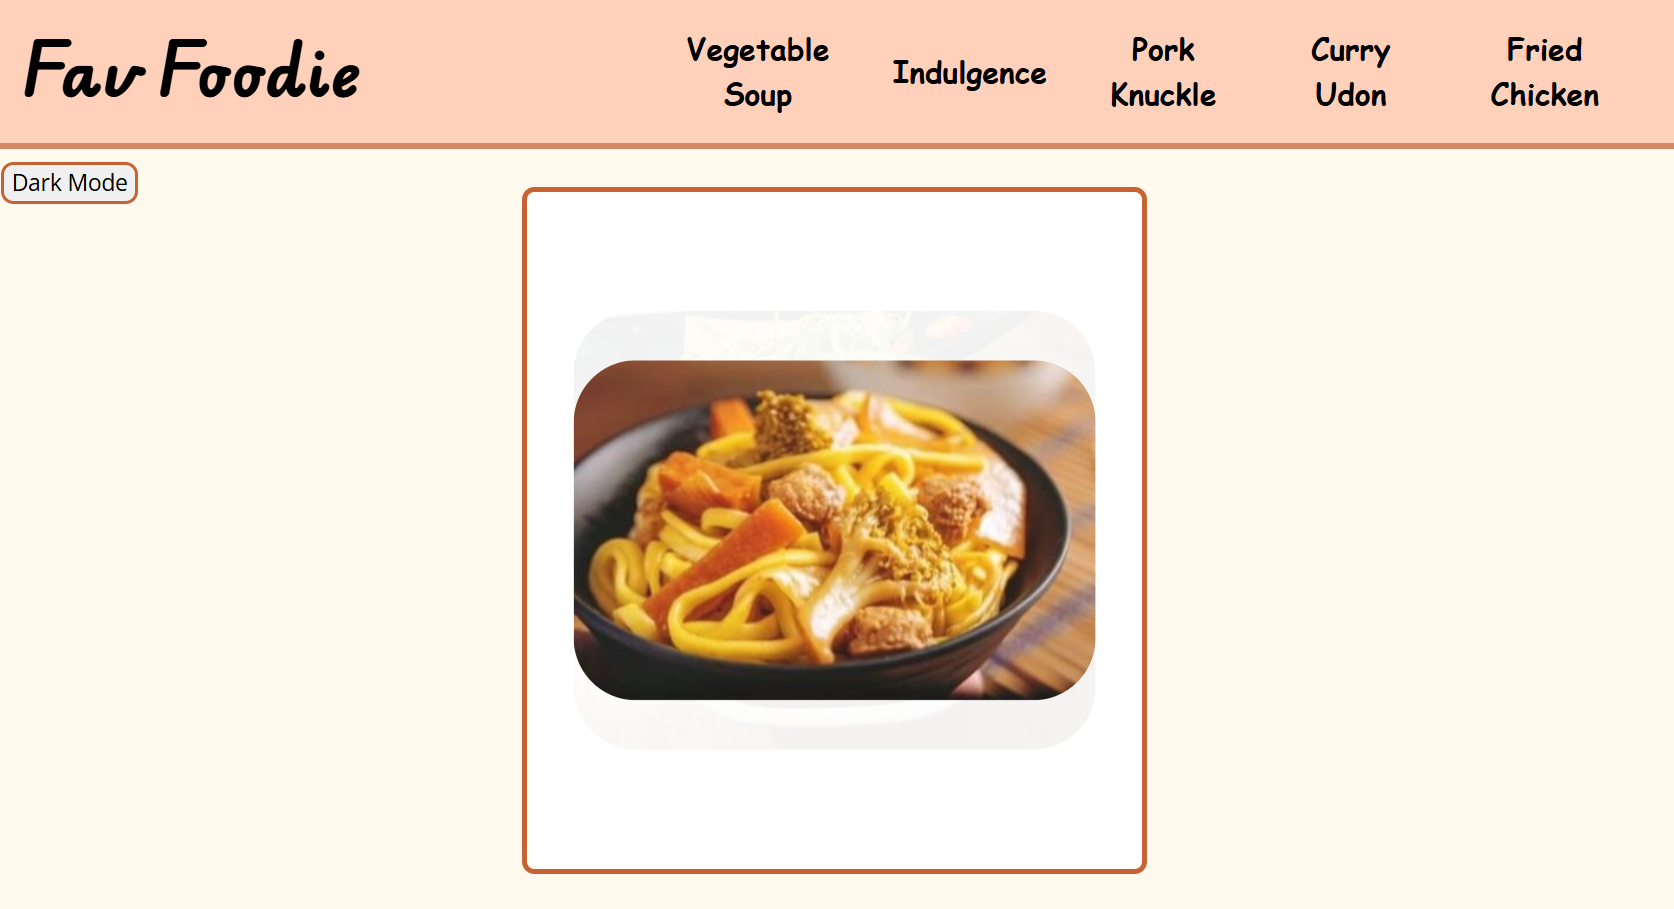 Fav Foodie
Vegetable
Soup
Indulgence
Pork
Knuckle
Curry
Udon
Fried
Chicken
Dark Mode